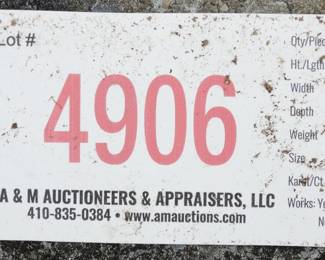 Lot #
4906
A & M AUCTIONEERS & APPRAISERS, LLC
410-835-0384 • www.amauctions.com
Qty/Piec
Ht./Lgth
Width
Depth
Weight
Size
Karat/Ct.
Works: Ye
N